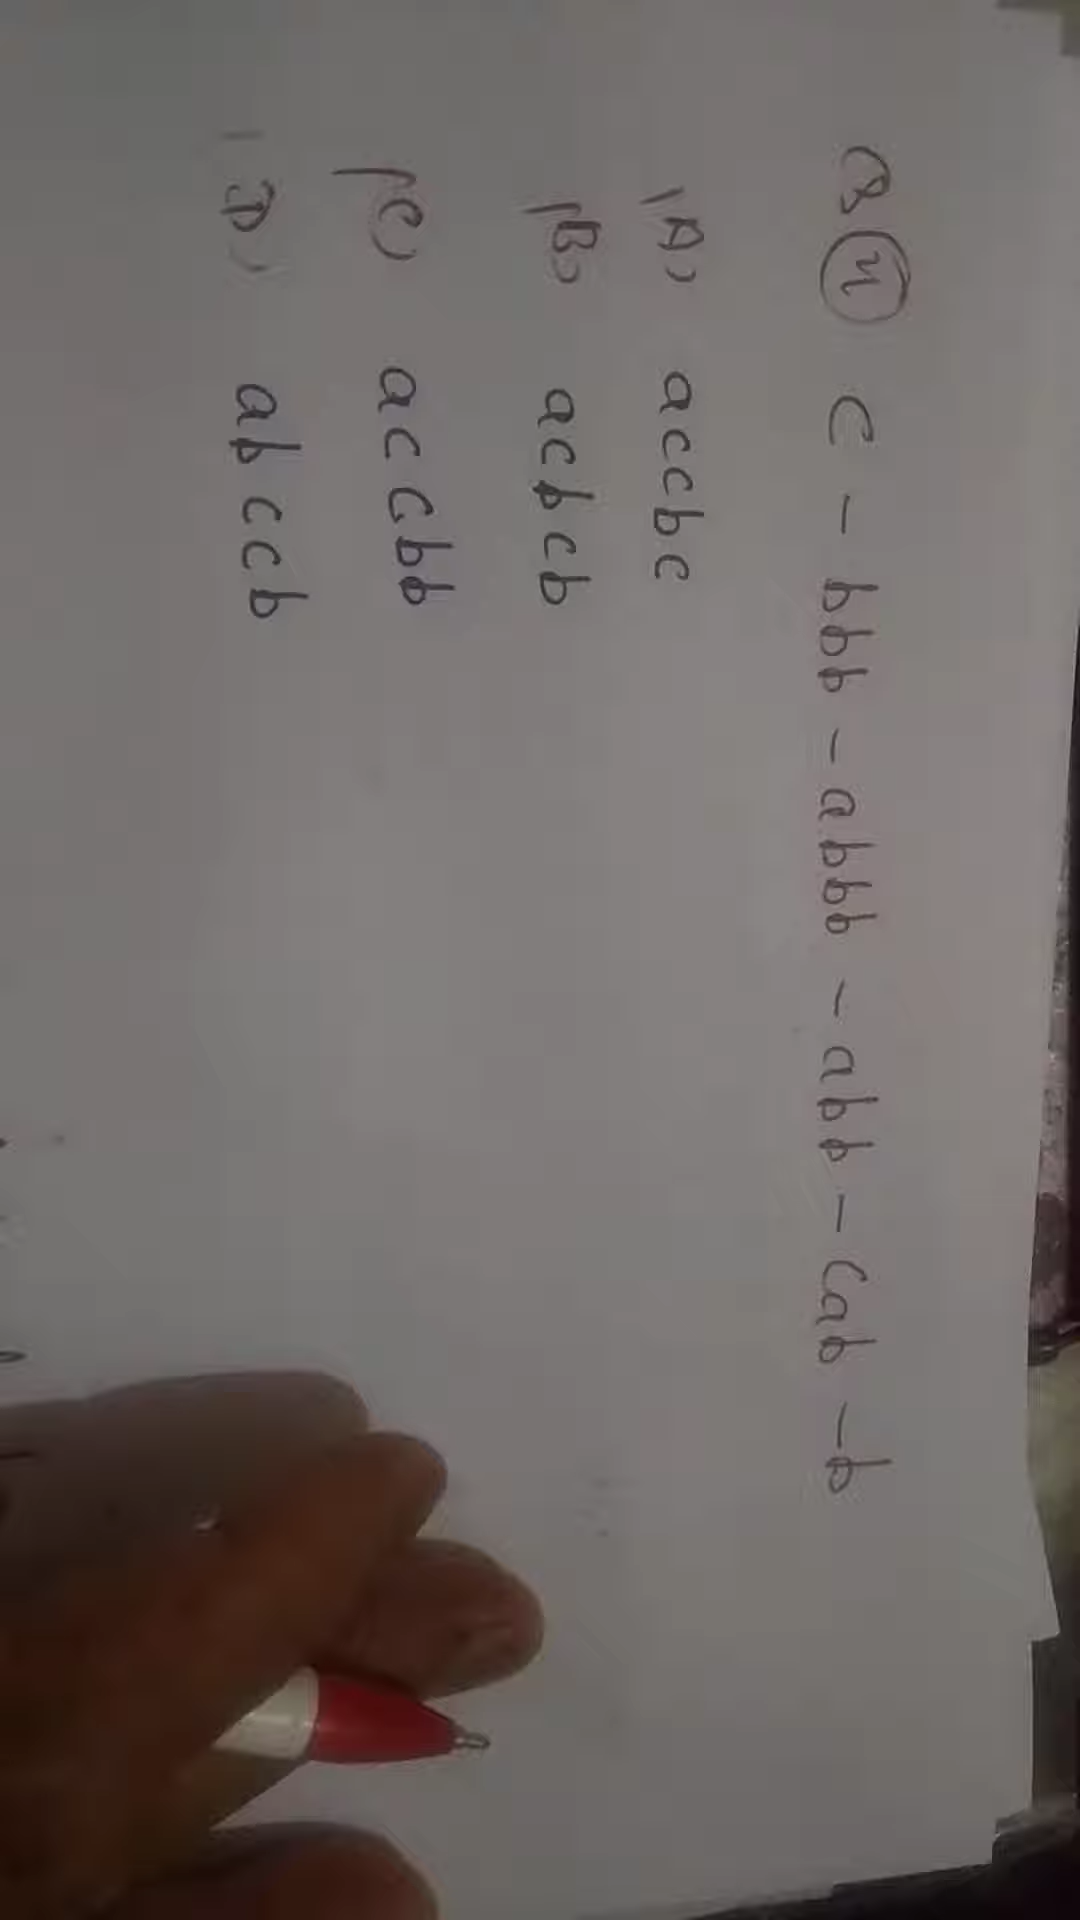 Q (4) c - bbb - abbb - abb - cab - b
(A) accbc
(B) acbcb
(C) accbb
(D) abccb